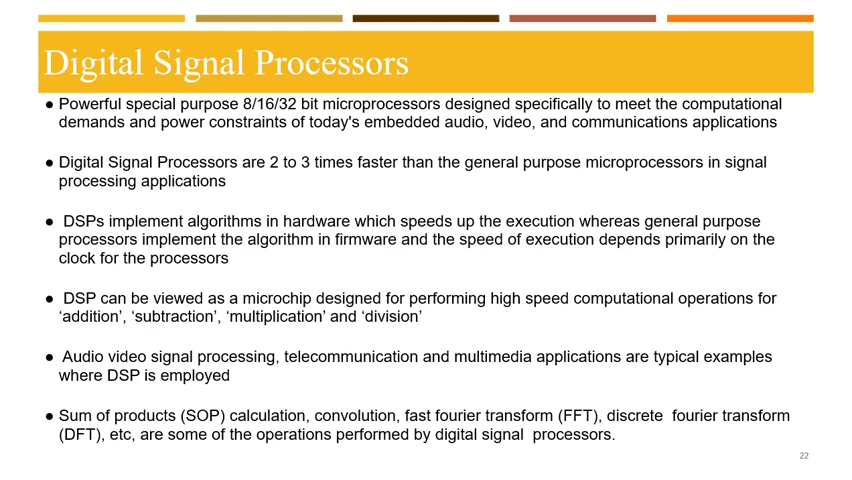 Digital Signal Processors
● Powerful special purpose 8/16/32 bit microprocessors designed specifically to meet the computational
demands and power constraints of today's embedded audio, video, and communications applications
● Digital Signal Processors are 2 to 3 times faster than the general purpose microprocessors in signal
processing applications
● DSPs implement algorithms in hardware which speeds up the execution whereas general purpose
processors implement the algorithm in firmware and the speed of execution depends primarily on the
clock for the processors
● DSP can be viewed as a microchip designed for performing high speed computational operations for
‘addition’, ‘subtraction’, ‘multiplication’ and ‘division’
● Audio video signal processing, telecommunication and multimedia applications are typical examples
where DSP is employed
● Sum of products (SOP) calculation, convolution, fast fourier transform (FFT), discrete fourier transform
(DFT), etc, are some of the operations performed by digital signal processors.
22